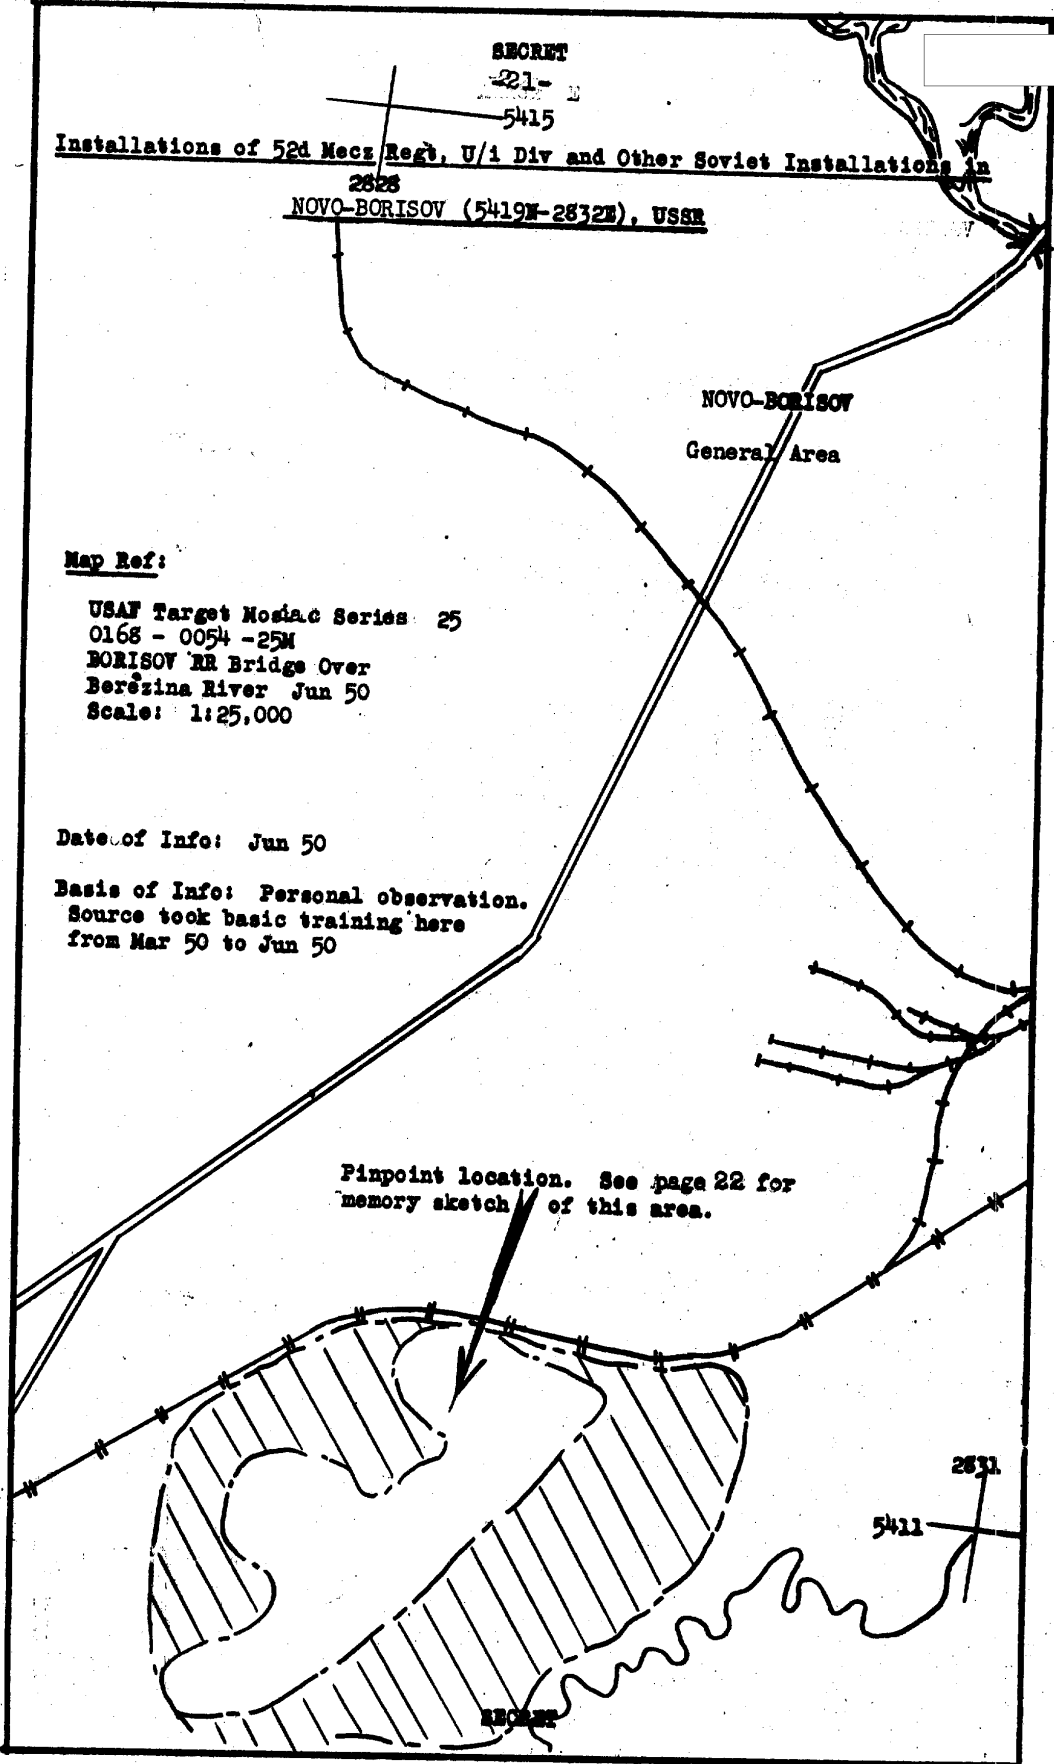 SECRET
-21-
5415
Installations of 52d Mecz Regt, U/i Div and Other Soviet Installations in
2828
NOVO-BORISOV (5419N-2832E), USSR
NOVO-BORISOV
General Area
Map Ref:
USAF Target Mosiac Series 25
0168 - 0054 -25M
BORISOV RR Bridge Over
Berezina River Jun 50
Scale: 1:25,000
Date of Info: Jun 50
Basis of Info: Personal observation.
Source took basic training here
from Mar 50 to Jun 50
Pinpoint location. See page 22 for
memory sketch of this area.
2831
5411
SECRET